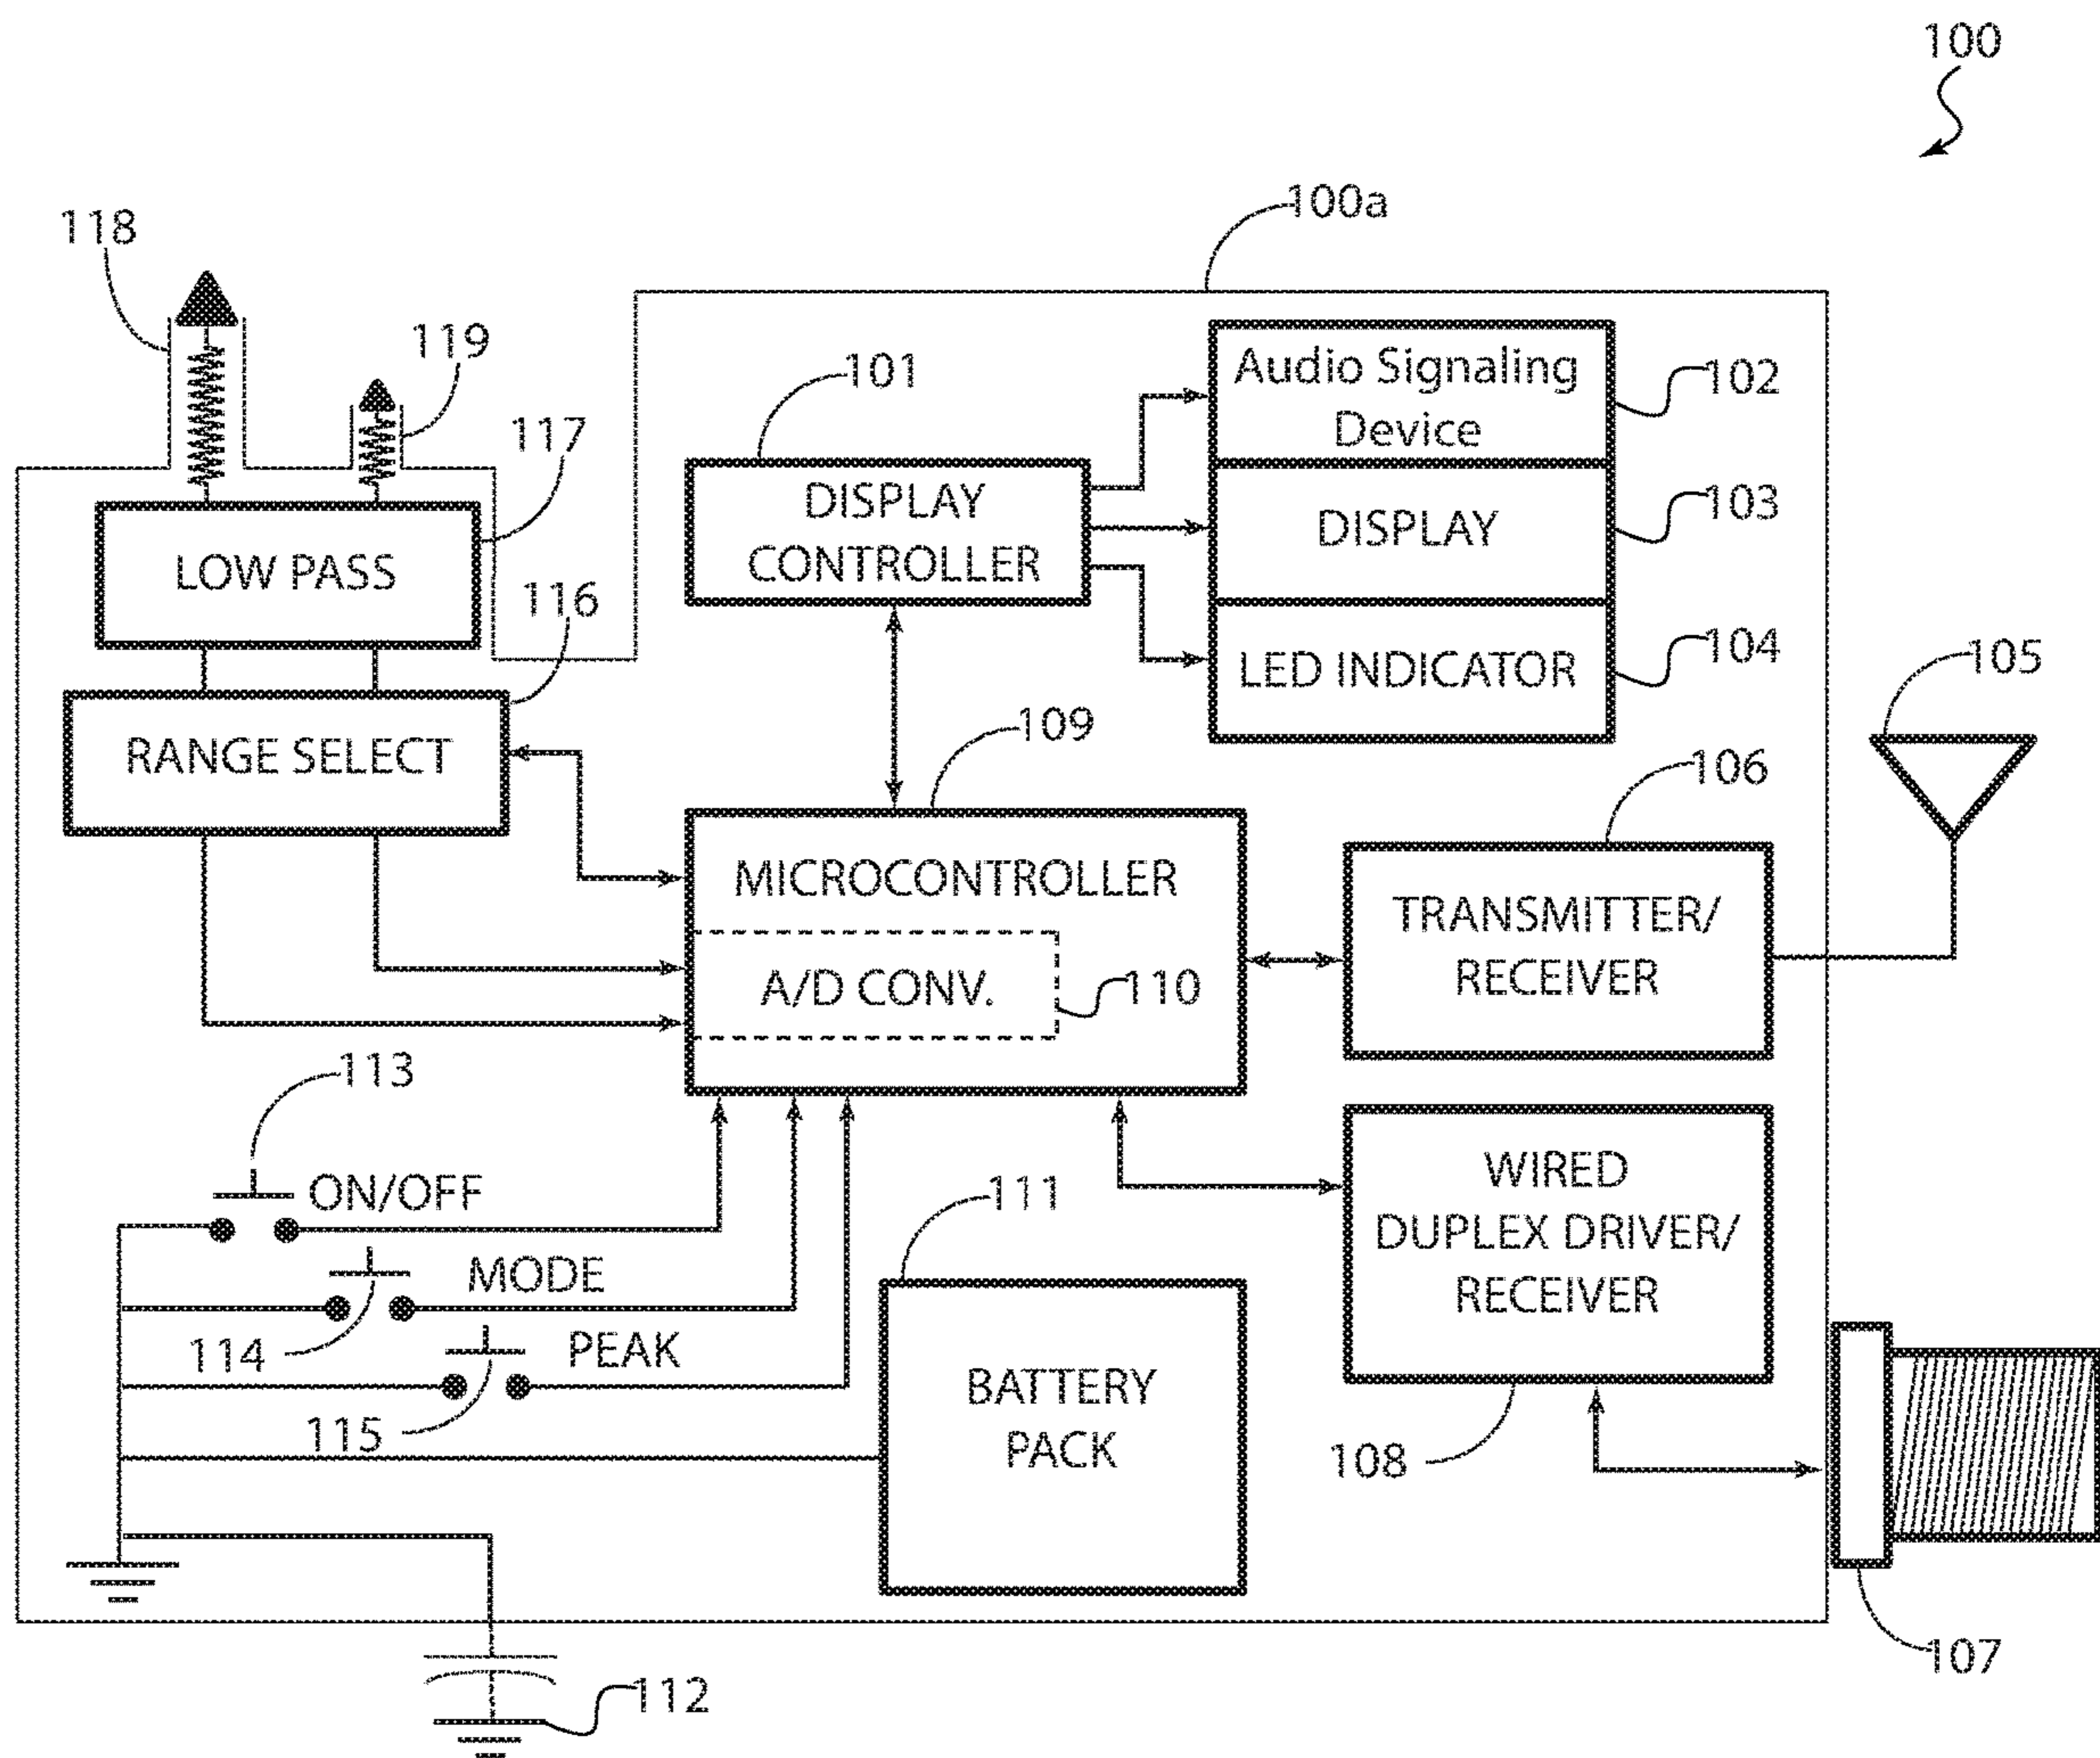 100
100a
118
119
101
Audio Signaling
Device
102
117
DISPLAY
CONTROLLER
DISPLAY
103
LOW PASS
116
LED INDICATOR
104
105
RANGE SELECT
109
106
MICROCONTROLLER
TRANSMITTER/
RECEIVER
A/D CONV.
110
113
ON/OFF
111
WIRED
DUPLEX DRIVER/
RECEIVER
MODE
114
PEAK
115
BATTERY
PACK
108
107
112